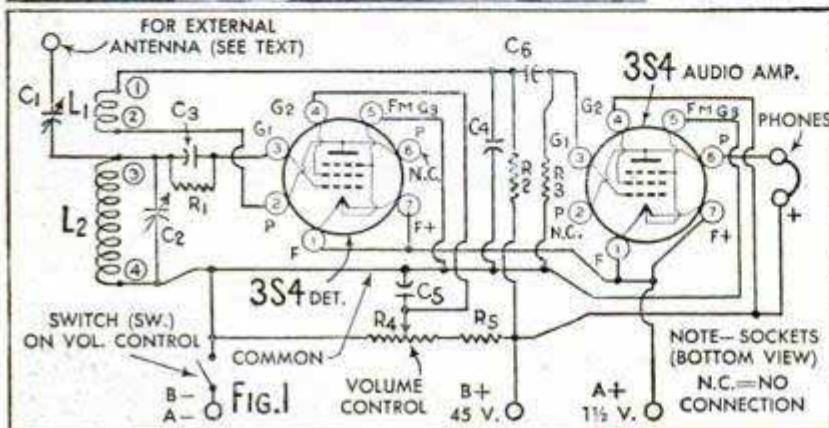 FOR EXTERNAL
ANTENNA (SEE TEXT)
C1
L1
1
2
C3
G1
3
G2
4
5
FM G3
P
6
N.C.
7
F+
2
P
F
1
R1
L2
3
4
C2
3S4 DET.
C4
C5
C6
R2
R3
R4
R5
3S4 AUDIO AMP.
G2
4
5
FM G3
P
6
G1
3
2
P
N.C.
7
F+
F
1
PHONES
+
SWITCH (SW.)
ON VOL. CONTROL
COMMON
VOLUME
CONTROL
B-
A-
FIG.1
B+
45 V.
A+
1½ V.
NOTE– SOCKETS
(BOTTOM VIEW)
N.C.=NO
CONNECTION